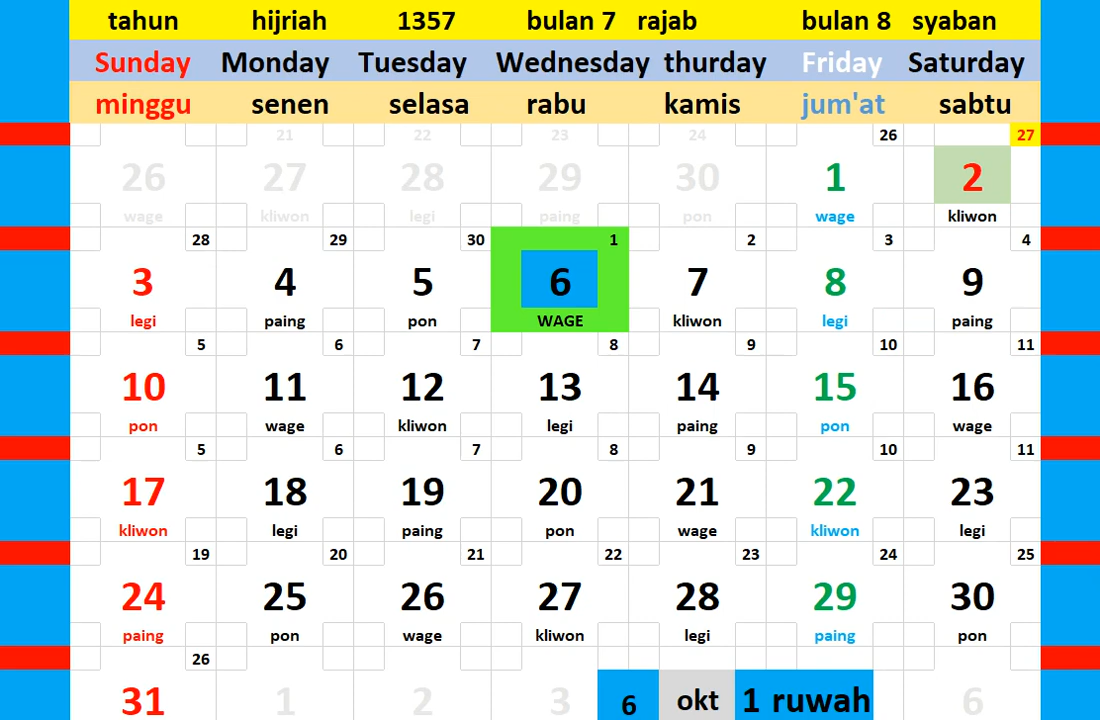 tahun hijriah 1357 bulan 7 rajab bulan 8 syaban
Sunday Monday Tuesday Wednesday thurday Friday Saturday
minggu senen selasa rabu kamis jum'at sabtu
21 22 23 24 26 27
26 27 28 29 30 1 2
wage kliwon legi paing pon wage kliwon
28 29 30 1 2 3 4
3 4 5 6 7 8 9
legi paing pon WAGE kliwon legi paing
5 6 7 8 9 10 11
10 11 12 13 14 15 16
pon wage kliwon legi paing pon wage
5 6 7 8 9 10 11
17 18 19 20 21 22 23
kliwon legi paing pon wage kliwon legi
19 20 21 22 23 24 25
24 25 26 27 28 29 30
paing pon wage kliwon legi paing pon
26
31 1 2 3 6 okt 1 ruwah 6